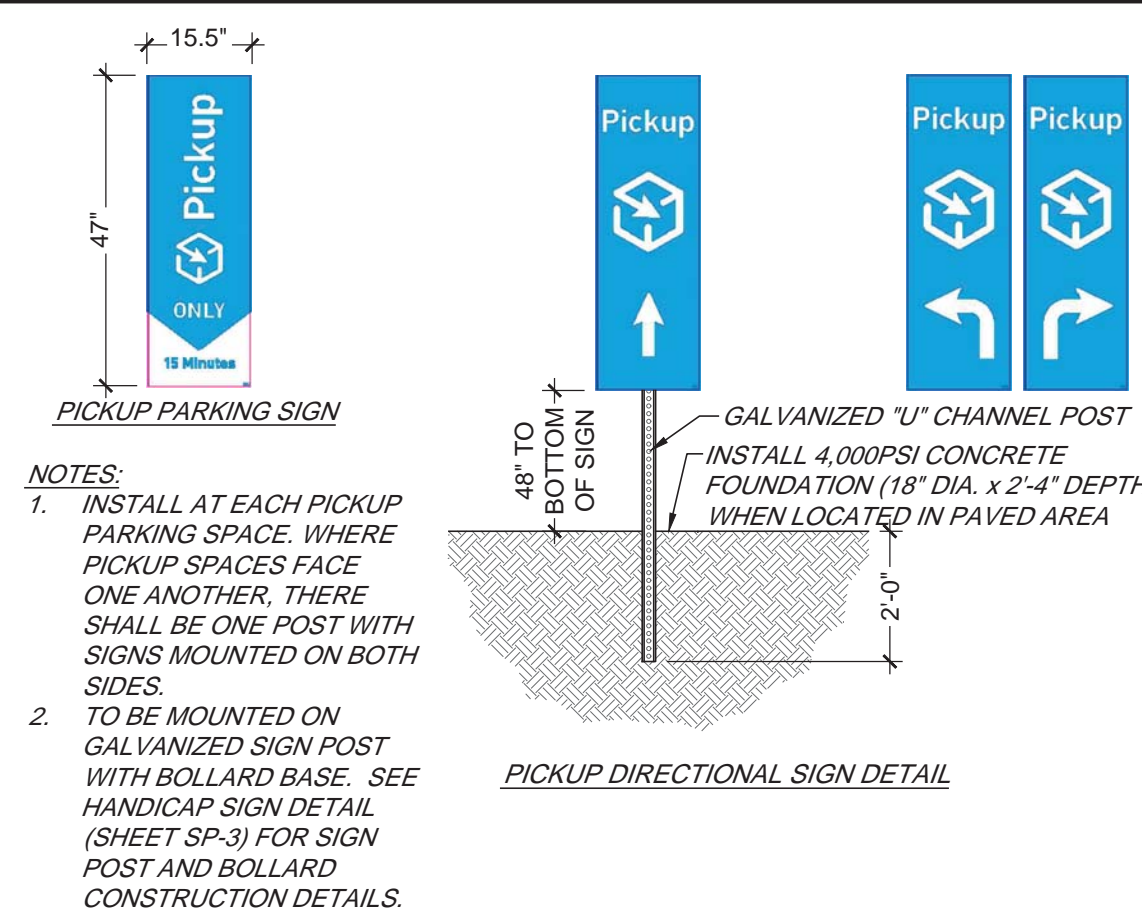 15.5"
47"
Pickup
ONLY
15 Minutes
PICKUP PARKING SIGN
NOTES:
1. INSTALL AT EACH PICKUP
PARKING SPACE. WHERE
PICKUP SPACES FACE
ONE ANOTHER, THERE
SHALL BE ONE POST WITH
SIGNS MOUNTED ON BOTH
SIDES.
2. TO BE MOUNTED ON
GALVANIZED SIGN POST
WITH BOLLARD BASE. SEE
HANDICAP SIGN DETAIL
(SHEET SP-3) FOR SIGN
POST AND BOLLARD
CONSTRUCTION DETAILS.
Pickup
Pickup
Pickup
48" TO
BOTTOM
OF SIGN
GALVANIZED "U" CHANNEL POST
INSTALL 4,000PSI CONCRETE
FOUNDATION (18" DIA. x 2'-4" DEPTH
WHEN LOCATED IN PAVED AREA
2'-0"
PICKUP DIRECTIONAL SIGN DETAIL